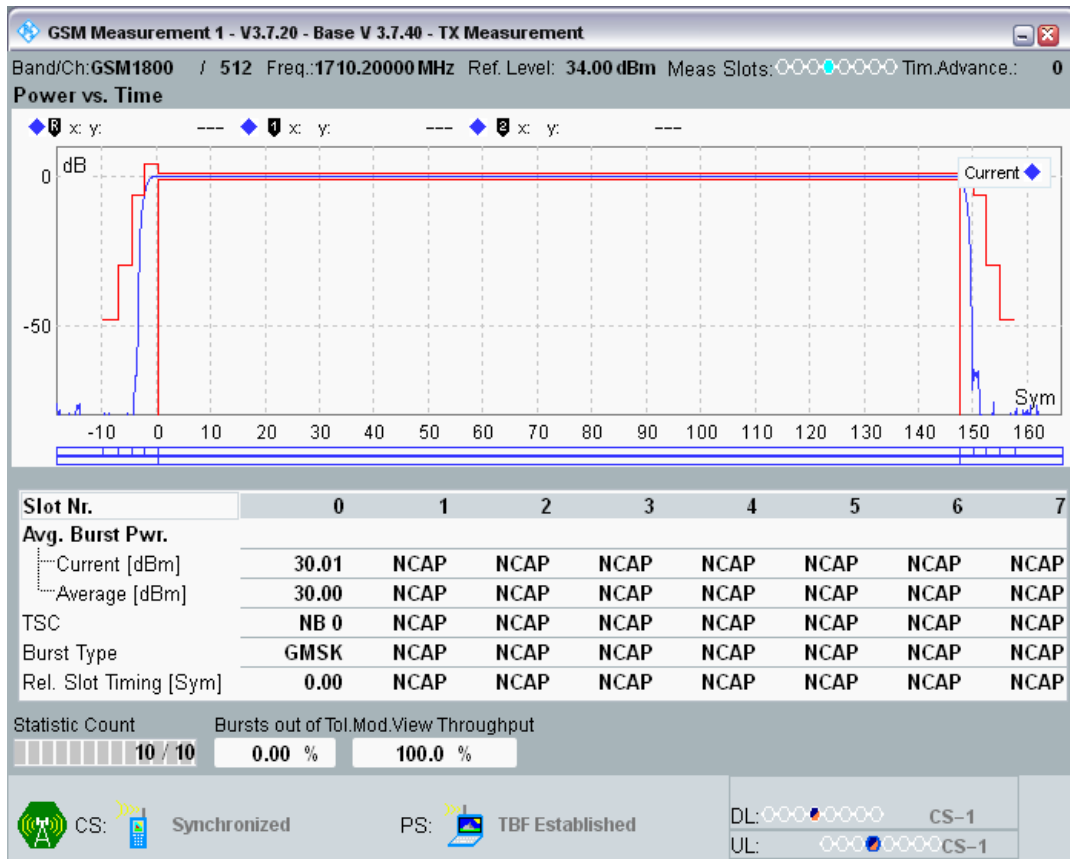 GSM Measurement 1 - V3.7.20 - Base V 3.7.40 - TX Measurement
Band/Ch:GSM1800 / 512 Freq.:1710.20000 MHz Ref. Level: 34.00 dBm Meas Slots: Tim.Advance.: 0
Power vs. Time
R x: y: --- 1 x: y: --- 2 x: y: ---
dB
0
Current
-50
Sym
-10 0 10 20 30 40 50 60 70 80 90 100 110 120 130 140 150 160
Slot Nr. 0 1 2 3 4 5 6 7
Avg. Burst Pwr.
Current [dBm] 30.01 NCAP NCAP NCAP NCAP NCAP NCAP NCAP
Average [dBm] 30.00 NCAP NCAP NCAP NCAP NCAP NCAP NCAP
TSC NB 0 NCAP NCAP NCAP NCAP NCAP NCAP NCAP
Burst Type GMSK NCAP NCAP NCAP NCAP NCAP NCAP NCAP
Rel. Slot Timing [Sym] 0.00 NCAP NCAP NCAP NCAP NCAP NCAP NCAP
Statistic Count Bursts out of Tol.Mod.View Throughput
10 / 10 0.00 % 100.0 %
CS: Synchronized PS: TBF Established
DL: CS-1
UL: CS-1